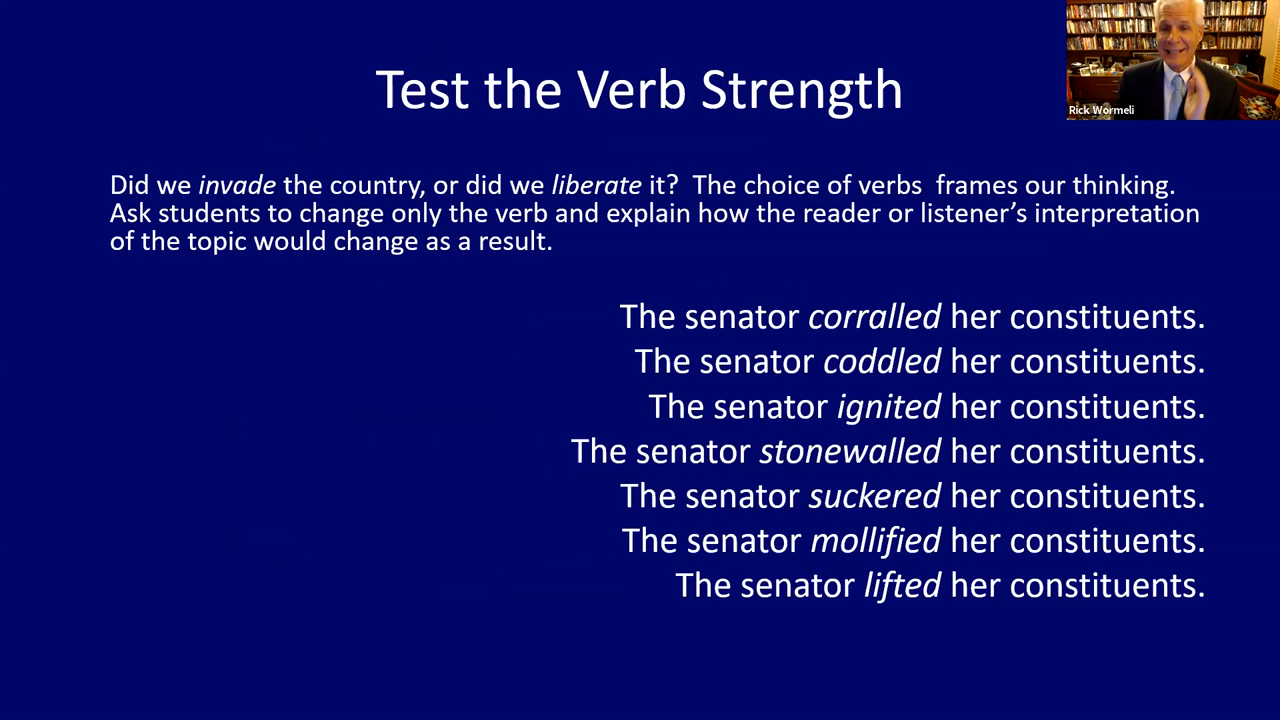 Test the Verb Strength
Rick Wormeli
Did we invade the country, or did we liberate it?  The choice of verbs  frames our thinking.
Ask students to change only the verb and explain how the reader or listener’s interpretation
of the topic would change as a result.
The senator corralled her constituents.
The senator coddled her constituents.
The senator ignited her constituents.
The senator stonewalled her constituents.
The senator suckered her constituents.
The senator mollified her constituents.
The senator lifted her constituents.